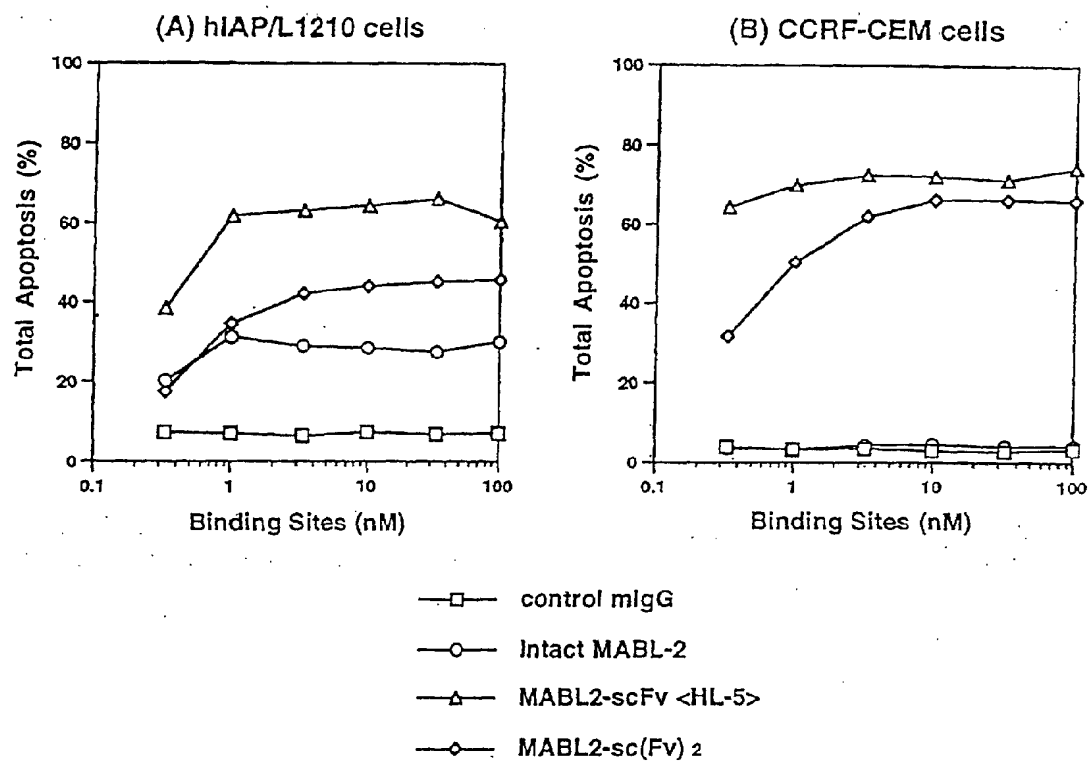 (A) hIAP/L1210 cells
100
80
60
40
20
0
0.1
1
10
100
Total Apoptosis (%)
Binding Sites (nM)
(B) CCRF-CEM cells
100
80
60
40
20
0
0.1
1
10
100
Total Apoptosis (%)
Binding Sites (nM)
control mIgG
Intact MABL-2
MABL2-scFv <HL-5>
MABL2-sc(Fv) 2